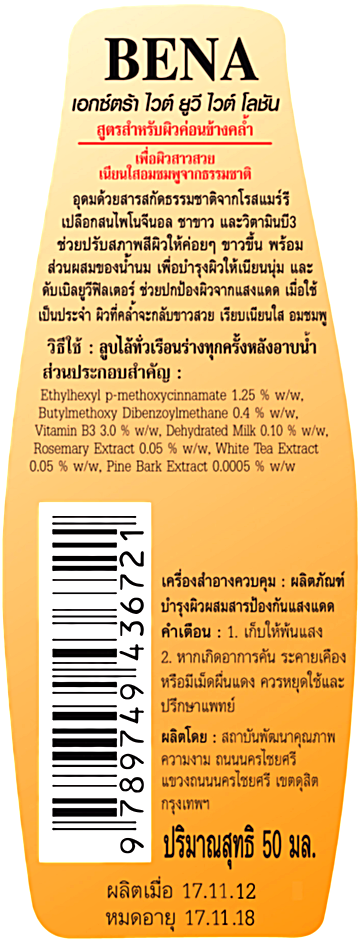 BENA
เอกซ์ตร้า ไวต์ ยูวี ไวต์ โลชัน
สูตรสำหรับผิวค่อนข้างคล้ำ
เพื่อผิวสาวสวย
เนียนใสอมชมพูจากธรรมชาติ
อุดมด้วยสารสกัดธรรมชาติจากโรสแมร์รี
เปลือกสนไพโนจีนอล ชาขาว และวิตามินบี3
ช่วยปรับสภาพสีผิวให้ค่อยๆ ขาวขึ้น พร้อม
ส่วนผสมของน้ำนม เพื่อบำรุงผิวให้เนียนนุ่ม และ
ดับเบิลยูวีฟิลเตอร์ ช่วยปกป้องผิวจากแสงแดด เมื่อใช้
เป็นประจำ ผิวที่คล้ำจะกลับขาวสวย เรียบเนียนใส อมชมพู
วิธีใช้ : ลูบไล้ทั่วเรือนร่างทุกครั้งหลังอาบน้ำ
ส่วนประกอบสำคัญ :
Ethylhexyl p-methoxycinnamate 1.25 % w/w,
Butylmethoxy Dibenzoylmethane 0.4 % w/w,
Vitamin B3 3.0 % w/w, Dehydrated Milk 0.10 % w/w,
Rosemary Extract 0.05 % w/w, White Tea Extract
0.05 % w/w, Pine Bark Extract 0.0005 % w/w
9 789749 436721
เครื่องสำอางควบคุม : ผลิตภัณฑ์
บำรุงผิวผสมสารป้องกันแสงแดด
คำเตือน : 1. เก็บให้พ้นแสง
2. หากเกิดอาการคัน ระคายเคือง
หรือมีเม็ดผื่นแดง ควรหยุดใช้และ
ปรึกษาแพทย์
ผลิตโดย : สถาบันพัฒนาคุณภาพ
ความงาม ถนนนครไชยศรี
แขวงถนนนครไชยศรี เขตดุสิต
กรุงเทพฯ
ปริมาณสุทธิ 50 มล.
ผลิตเมื่อ 17.11.12
หมดอายุ 17.11.18